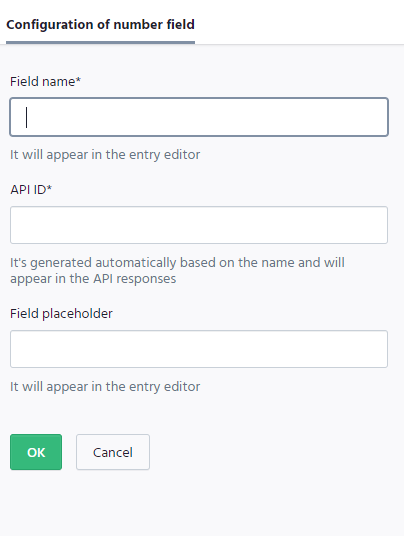 Configuration of number field
Field name*
It will appear in the entry editor
API ID*
It's generated automatically based on the name and will
appear in the API responses
Field placeholder
It will appear in the entry editor
OK
Cancel